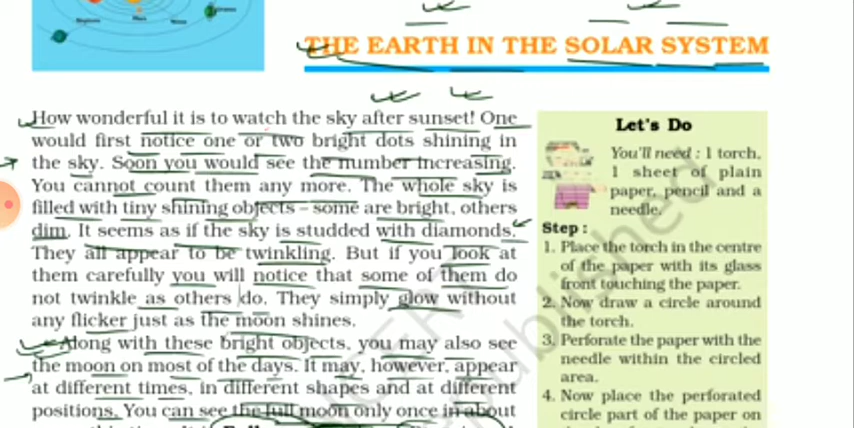 THE EARTH IN THE SOLAR SYSTEM
How wonderful it is to watch the sky after sunset! One
would first notice one or two bright dots shining in
the sky. Soon you would see the number increasing.
You cannot count them any more. The whole sky is
filled with tiny shining objects – some are bright, others
dim. It seems as if the sky is studded with diamonds.
They all appear to be twinkling. But if you look at
them carefully you will notice that some of them do
not twinkle as others do. They simply glow without
any flicker just as the moon shines.
Along with these bright objects, you may also see
the moon on most of the days. It may, however, appear
at different times, in different shapes and at different
positions. You can see the full moon only once in about
Let's Do
You'll need : 1 torch,
1 sheet of plain
paper, pencil and a
needle.
Step :
1. Place the torch in the centre
of the paper with its glass
front touching the paper.
2. Now draw a circle around
the torch.
3. Perforate the paper with the
needle within the circled
area.
4. Now place the perforated
circle part of the paper on